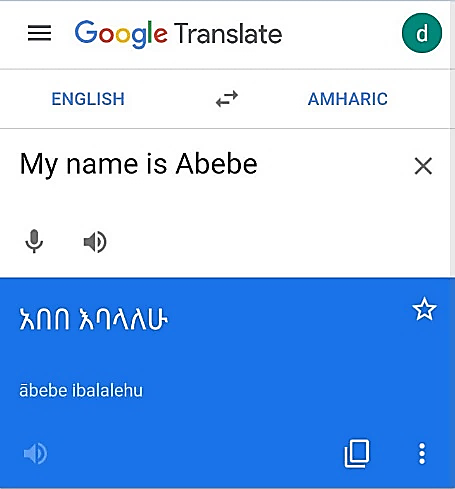 Google Translate
d
ENGLISH
AMHARIC
My name is Abebe
አበበ እባላለሁ
ābebe ibalalehu